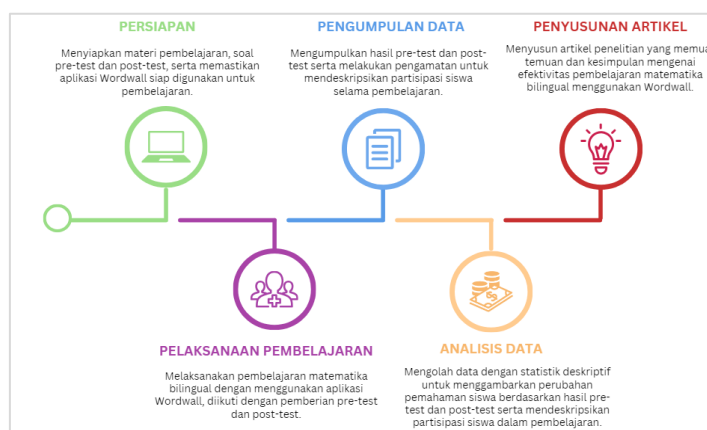 PERSIAPAN
Menyiapkan materi pembelajaran, soal
pre-test dan post-test, serta memastikan
aplikasi Wordwall siap digunakan untuk
pembelajaran.
PENGUMPULAN DATA
Mengumpulkan hasil pre-test dan post-
test serta melakukan pengamatan untuk
mendeskripsikan partisipasi siswa
selama pembelajaran.
PENYUSUNAN ARTIKEL
Menyusun artikel penelitian yang memua
temuan dan kesimpulan mengenai
efektivitas pembelajaran matematika
bilingual menggunakan Wordwall.
PELAKSANAAN PEMBELAJARAN
Melaksanakan pembelajaran matematika
bilingual dengan menggunakan aplikasi
Wordwall, diikuti dengan pemberian pre-test
dan post-test.
ANALISIS DATA
Mengolah data dengan statistik deskriptif
untuk menggambarkan perubahan
pemahaman siswa berdasarkan hasil pre-
test dan post-test serta mendeskripsikan
partisipasi siswa dalam pembelajaran.